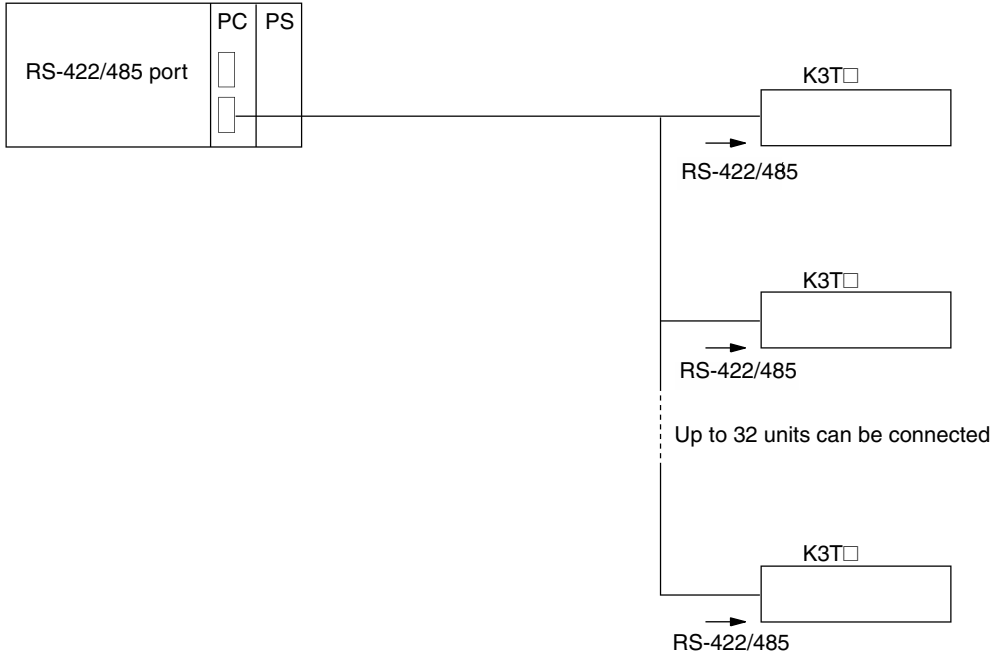 PC PS
RS-422/485 port
K3T□
RS-422/485
K3T□
RS-422/485
Up to 32 units can be connected
K3T□
RS-422/485